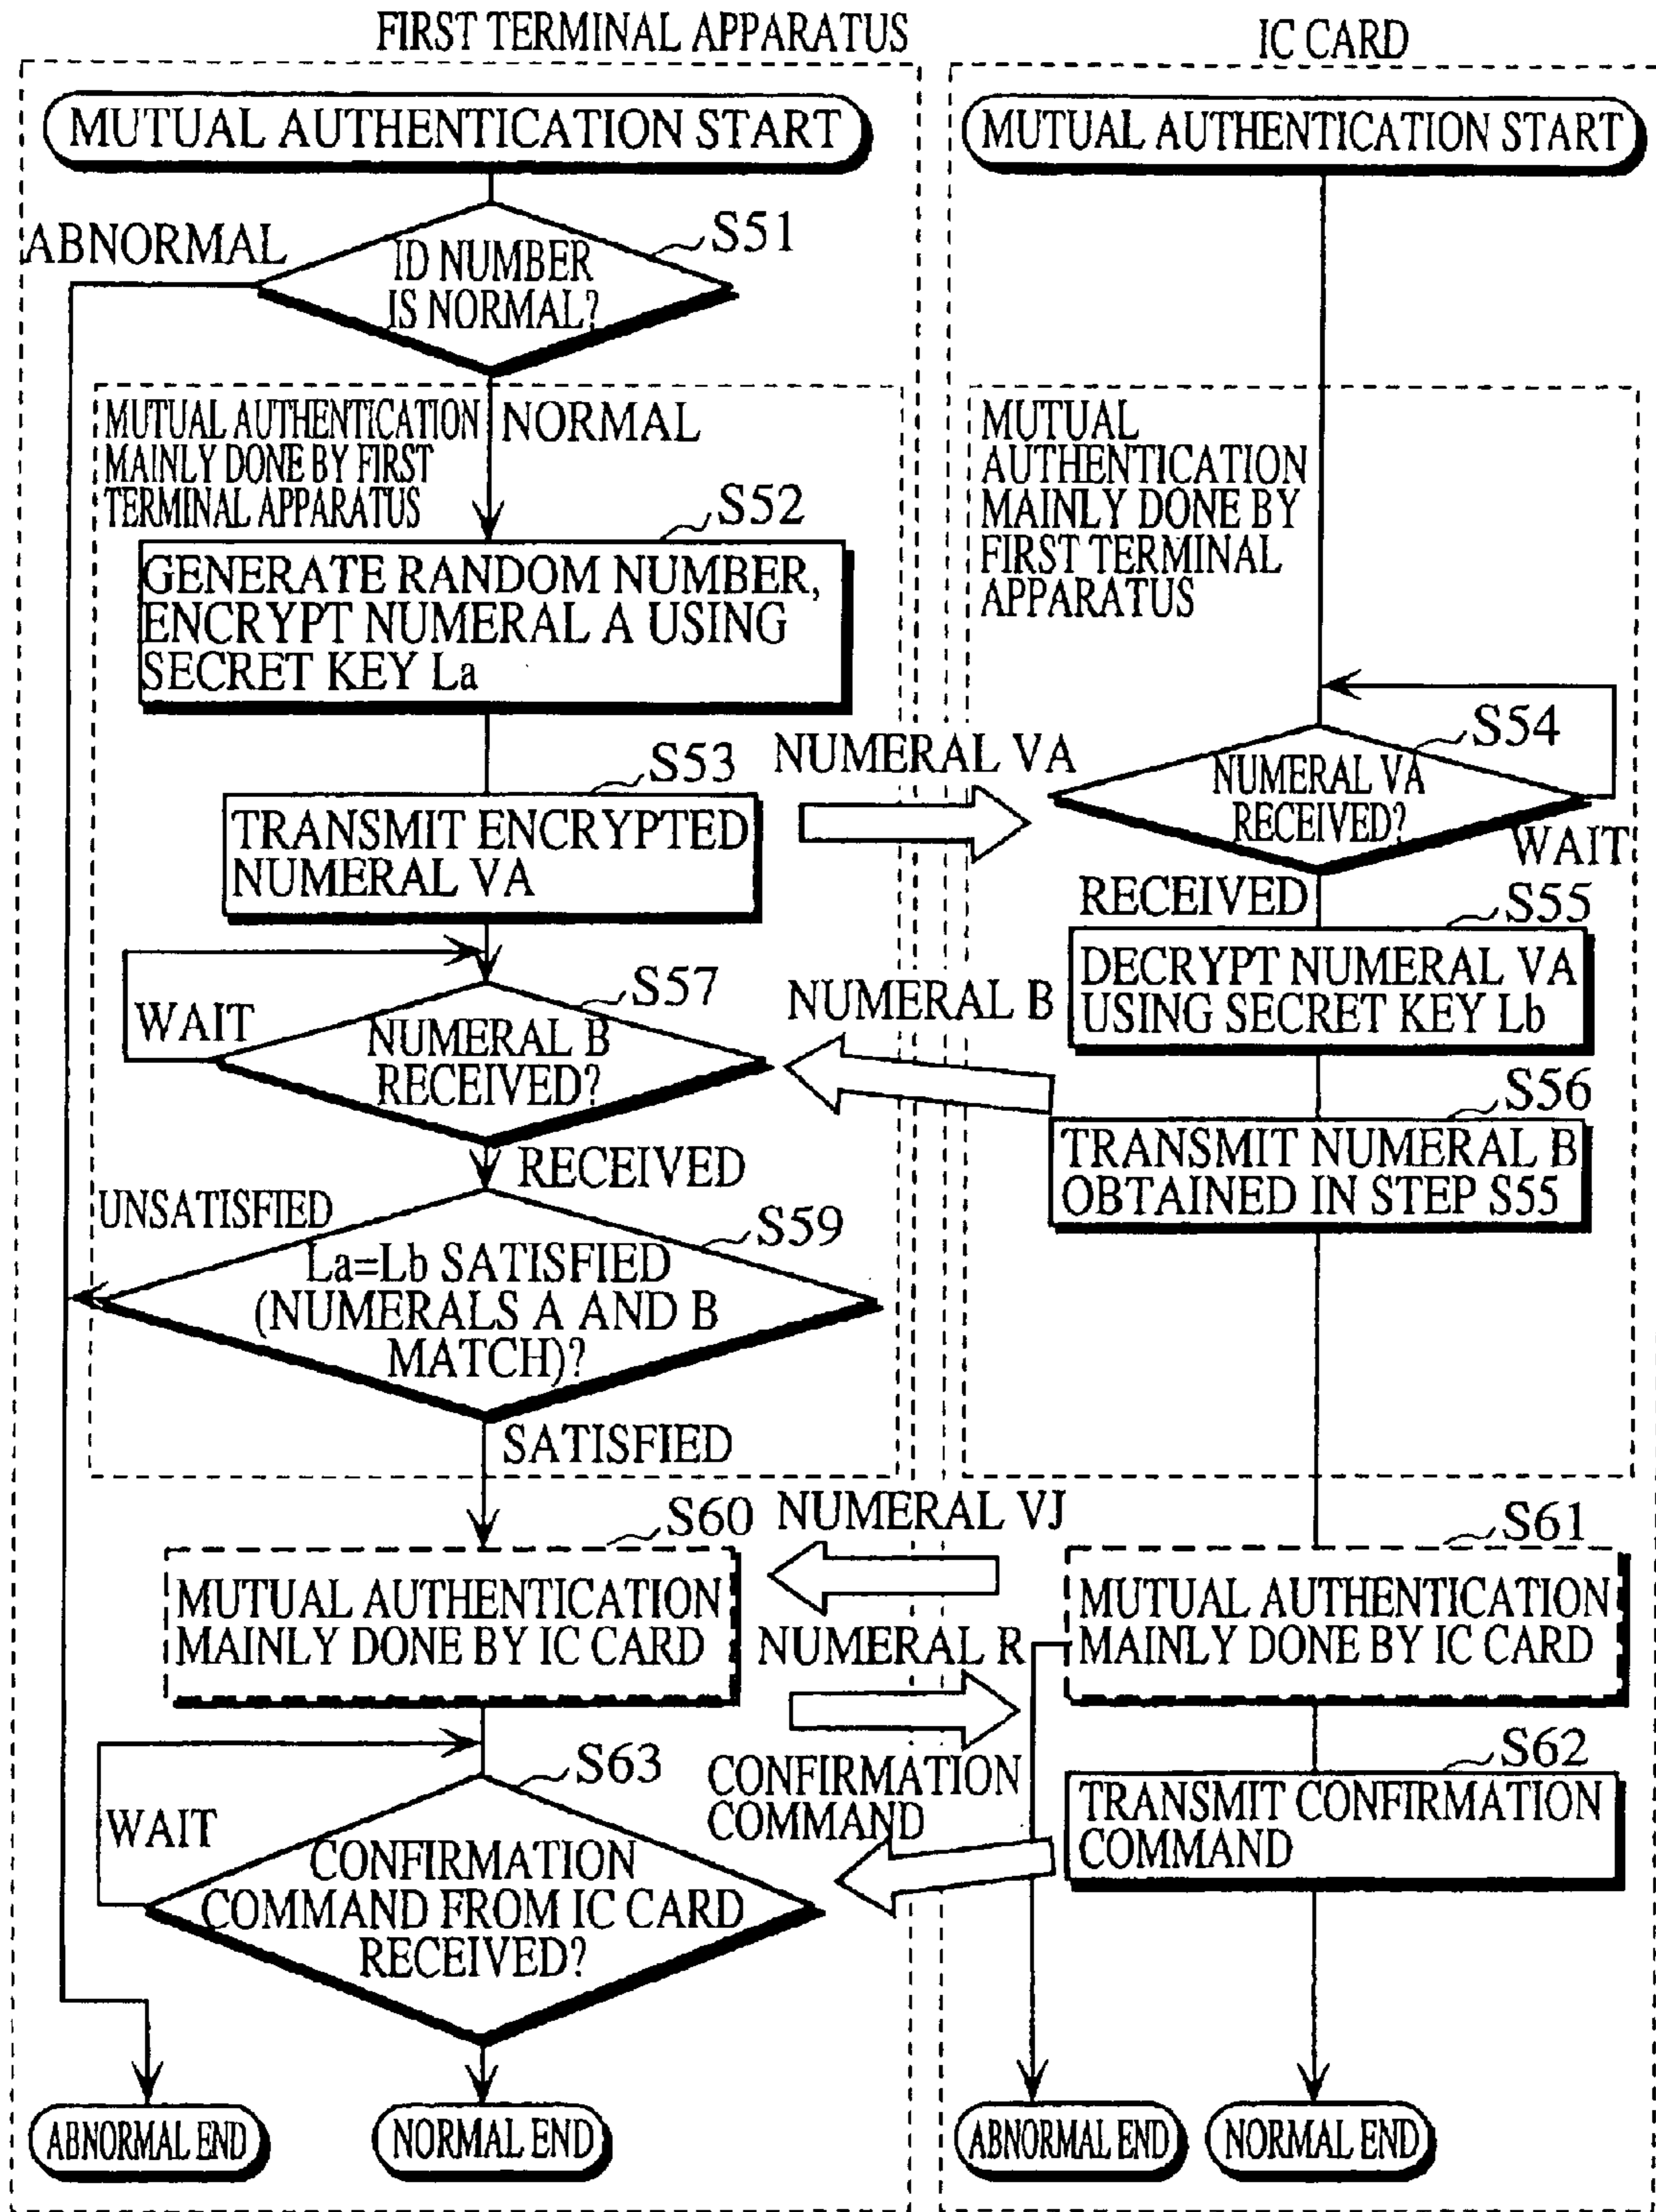 FIRST TERMINAL APPARATUS
IC CARD
MUTUAL AUTHENTICATION START
MUTUAL AUTHENTICATION START
ABNORMAL
S51
ID NUMBER
IS NORMAL?
MUTUAL AUTHENTICATION
MAINLY DONE BY FIRST
TERMINAL APPARATUS
NORMAL
MUTUAL
AUTHENTICATION
MAINLY DONE BY
FIRST TERMINAL
APPARATUS
S52
GENERATE RANDOM NUMBER,
ENCRYPT NUMERAL A USING
SECRET KEY La
S53
TRANSMIT ENCRYPTED
NUMERAL VA
NUMERAL VA
S54
NUMERAL VA
RECEIVED?
WAIT
RECEIVED
S55
DECRYPT NUMERAL VA
USING SECRET KEY Lb
S57
WAIT
NUMERAL B
RECEIVED?
NUMERAL B
S56
TRANSMIT NUMERAL B
OBTAINED IN STEP S55
RECEIVED
UNSATISFIED
S59
La=Lb SATISFIED
(NUMERALS A AND B
MATCH)?
SATISFIED
S60
NUMERAL VJ
S61
MUTUAL AUTHENTICATION
MAINLY DONE BY IC CARD
NUMERAL R
MUTUAL AUTHENTICATION
MAINLY DONE BY IC CARD
S63
CONFIRMATION
COMMAND
S62
TRANSMIT CONFIRMATION
COMMAND
WAIT
CONFIRMATION
COMMAND FROM IC CARD
RECEIVED?
ABNORMAL END
NORMAL END
ABNORMAL END
NORMAL END